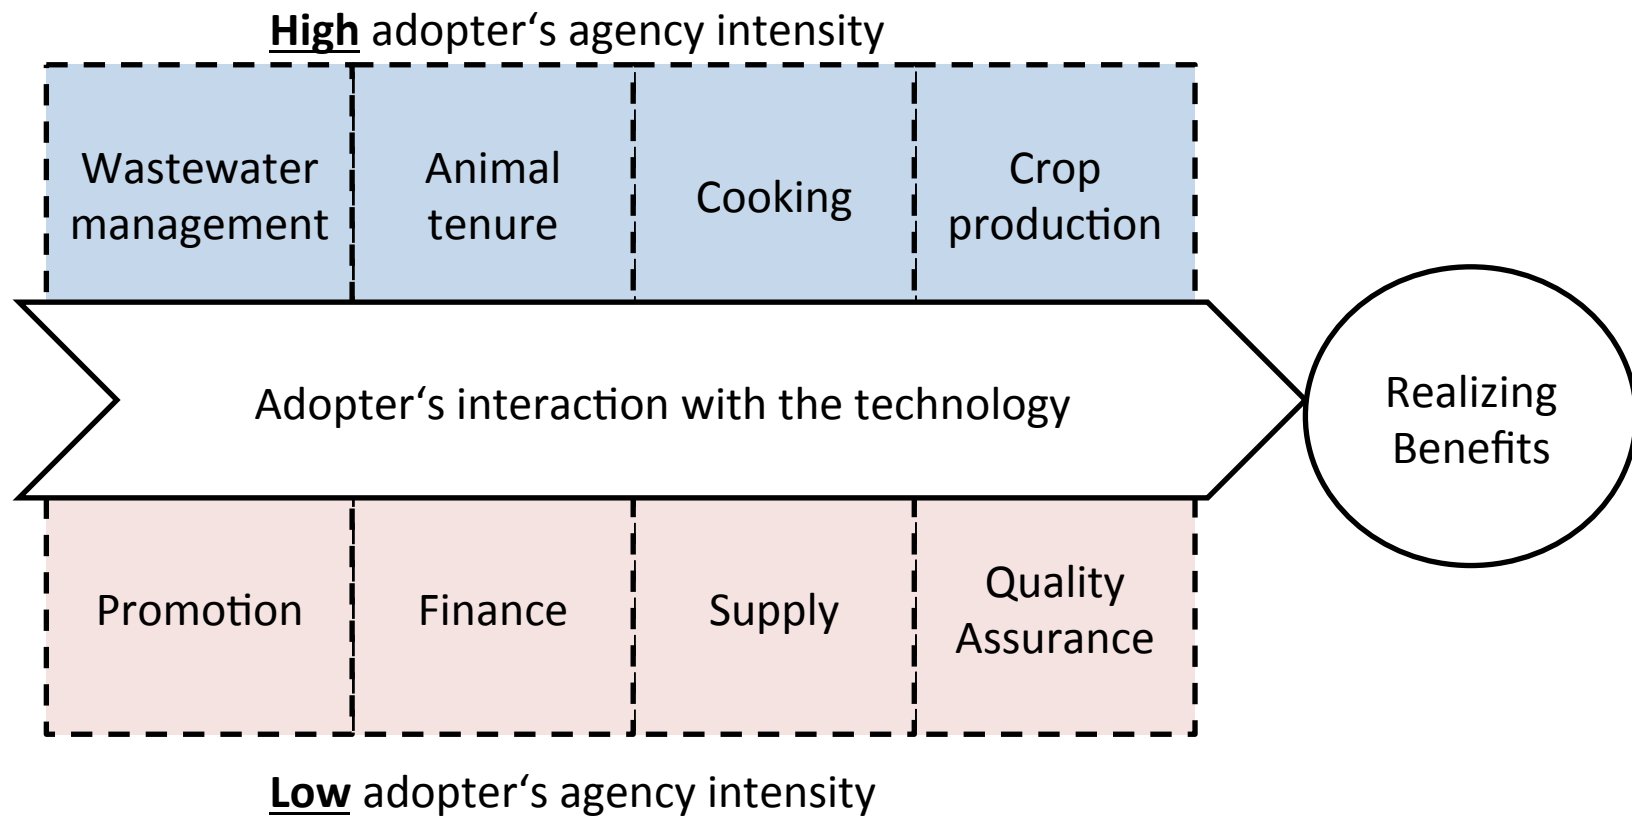 High adopter‘s agency intensity
Wastewater
management
Animal
tenure
Cooking
Crop
production
Adopter‘s interaction with the technology
Realizing
Benefits
Promotion
Finance
Supply
Quality
Assurance
Low adopter‘s agency intensity